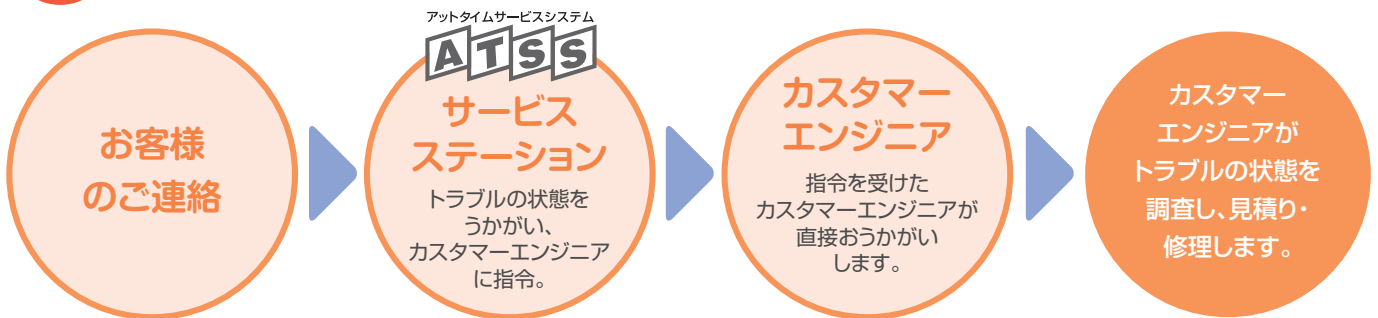 お客様
のご連絡
アットタイムサービスシステム
ATSS
サービス
ステーション
トラブルの状態を
うかがい、
カスタマーエンジニア
に指令。
カスタマー
エンジニア
指令を受けた
カスタマーエンジニアが
直接おうかがい
します。
カスタマー
エンジニアが
トラブルの状態を
調査し、見積り・
修理します。